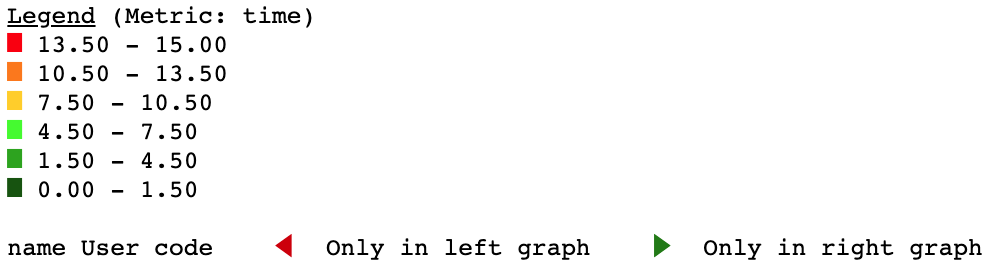 Legend (Metric: time)
13.50 - 15.00
10.50 - 13.50
7.50 - 10.50
4.50 - 7.50
1.50 - 4.50
0.00 - 1.50
name User code ◀ Only in left graph ▶ Only in right graph